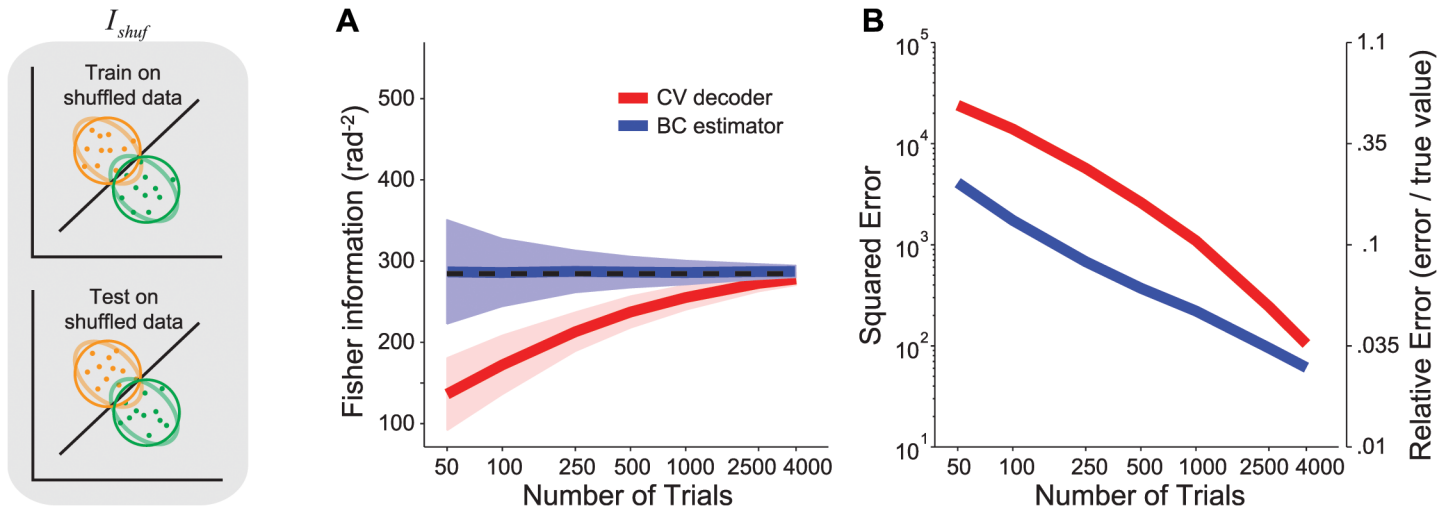 I_shuf
Train on
shuffled data
Test on
shuffled data
A
Fisher information (rad⁻²)
500
400
300
200
100
CV decoder
BC estimator
50 100 250 500 1000 2500 4000
Number of Trials
B
Squared Error
10⁵
10⁴
10³
10²
10¹
50 100 250 500 1000 2500 4000
Number of Trials
1.1
.35
.1
.035
.01
Relative Error (error / true value)